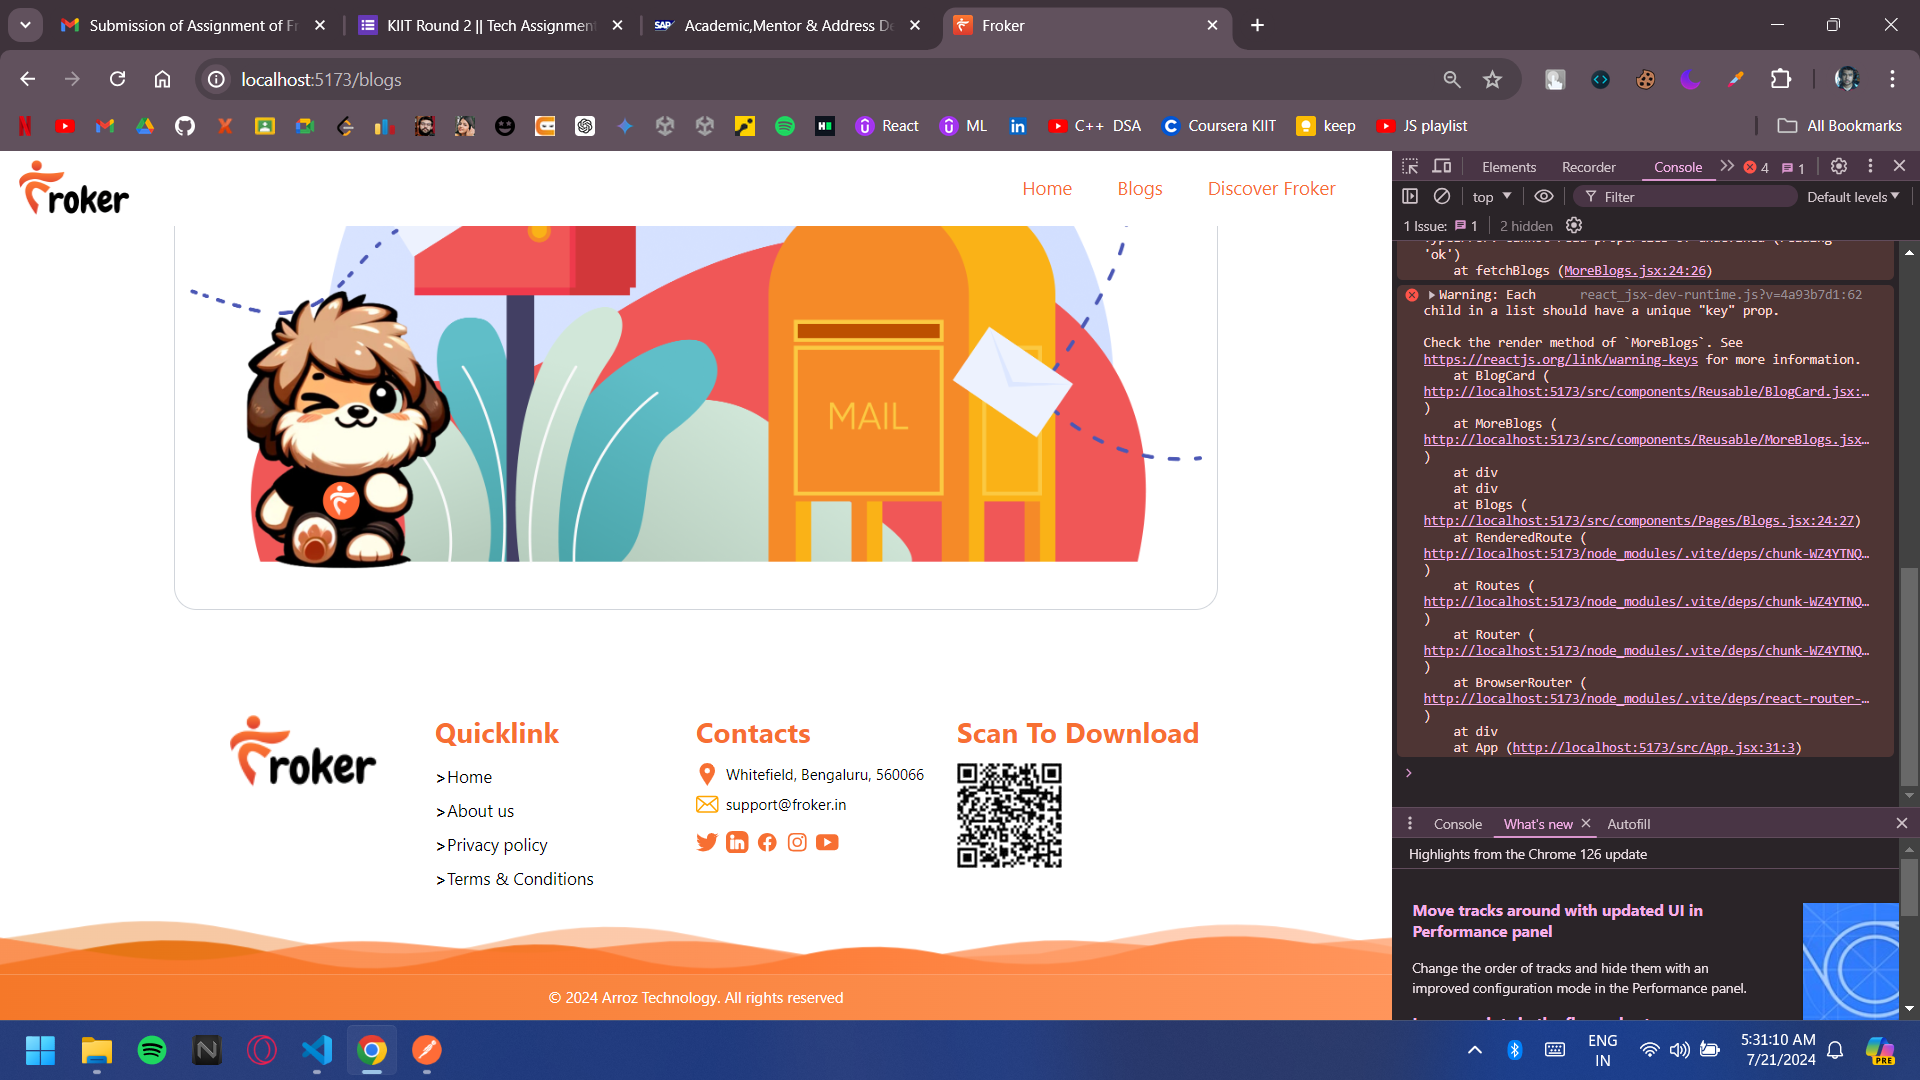 Submission of Assignment of Fr
KIIT Round 2 || Tech Assignment
SAP Academic,Mentor & Address De
Froker
localhost:5173/blogs
React
ML
C++ DSA
Coursera KIIT
keep
JS playlist
All Bookmarks
Froker
Home
Blogs
Discover Froker
MAIL
Froker
Quicklink
>Home
>About us
>Privacy policy
>Terms & Conditions
Contacts
Whitefield, Bengaluru, 560066
support@froker.in
Scan To Download
© 2024 Arroz Technology. All rights reserved
Elements
Recorder
Console
4
1
top
Filter
Default levels
1 Issue: 1
2 hidden
'ok')
at fetchBlogs (MoreBlogs.jsx:24:26)
Warning: Each react_jsx-dev-runtime.js?v=4a93b7d1:62
child in a list should have a unique "key" prop.
Check the render method of `MoreBlogs`. See
https://reactjs.org/link/warning-keys for more information.
at BlogCard (
http://localhost:5173/src/components/Reusable/BlogCard.jsx:…
)
at MoreBlogs (
http://localhost:5173/src/components/Reusable/MoreBlogs.jsx…
)
at div
at div
at Blogs (
http://localhost:5173/src/components/Pages/Blogs.jsx:24:27)
at RenderedRoute (
http://localhost:5173/node_modules/.vite/deps/chunk-WZ4YTNQ…
)
at Routes (
http://localhost:5173/node_modules/.vite/deps/chunk-WZ4YTNQ…
)
at Router (
http://localhost:5173/node_modules/.vite/deps/chunk-WZ4YTNQ…
)
at BrowserRouter (
http://localhost:5173/node_modules/.vite/deps/react-router-…
)
at div
at App (http://localhost:5173/src/App.jsx:31:3)
Console
What's new
Autofill
Highlights from the Chrome 126 update
Move tracks around with updated UI in
Performance panel
Change the order of tracks and hide them with an
improved configuration mode in the Performance panel.
ENG
IN
5:31:10 AM
7/21/2024
PRE